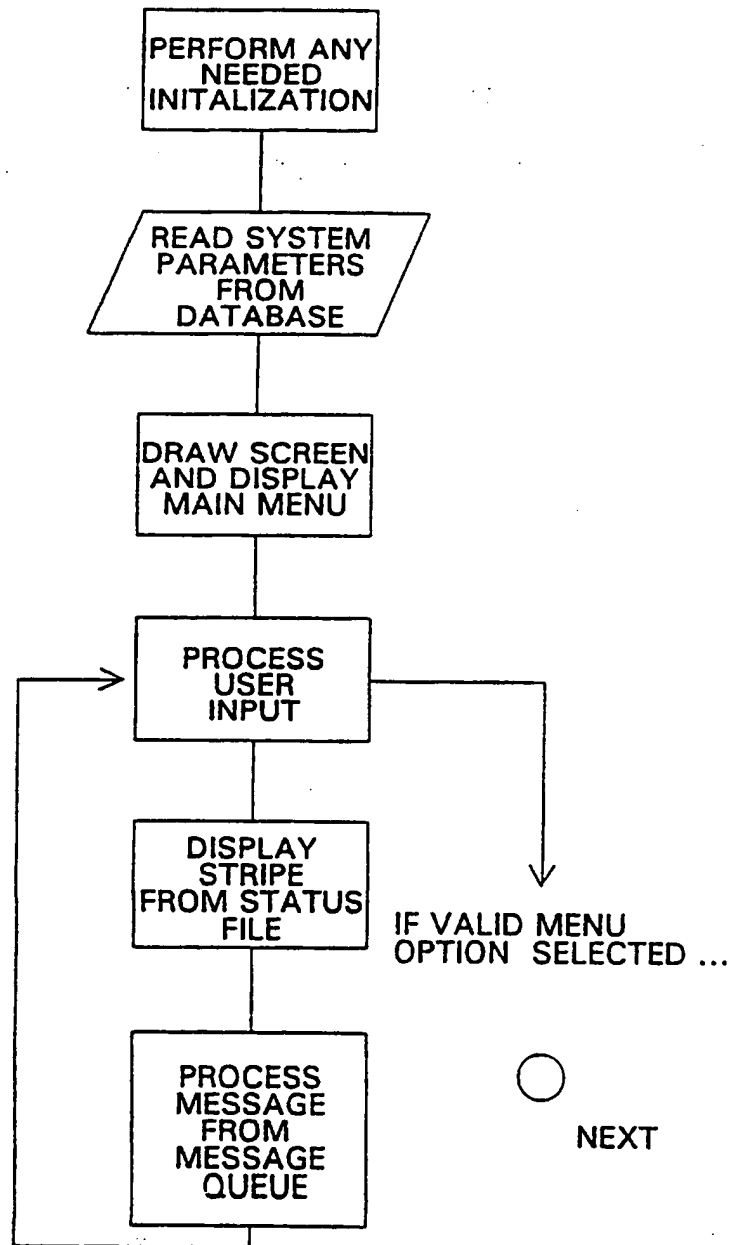 PERFORM ANY
NEEDED
INITALIZATION
READ SYSTEM
PARAMETERS
FROM
DATABASE
DRAW SCREEN
AND DISPLAY
MAIN MENU
PROCESS
USER
INPUT
DISPLAY
STRIPE
FROM STATUS
FILE
IF VALID MENU
OPTION SELECTED ...
PROCESS
MESSAGE
FROM
MESSAGE
QUEUE
NEXT